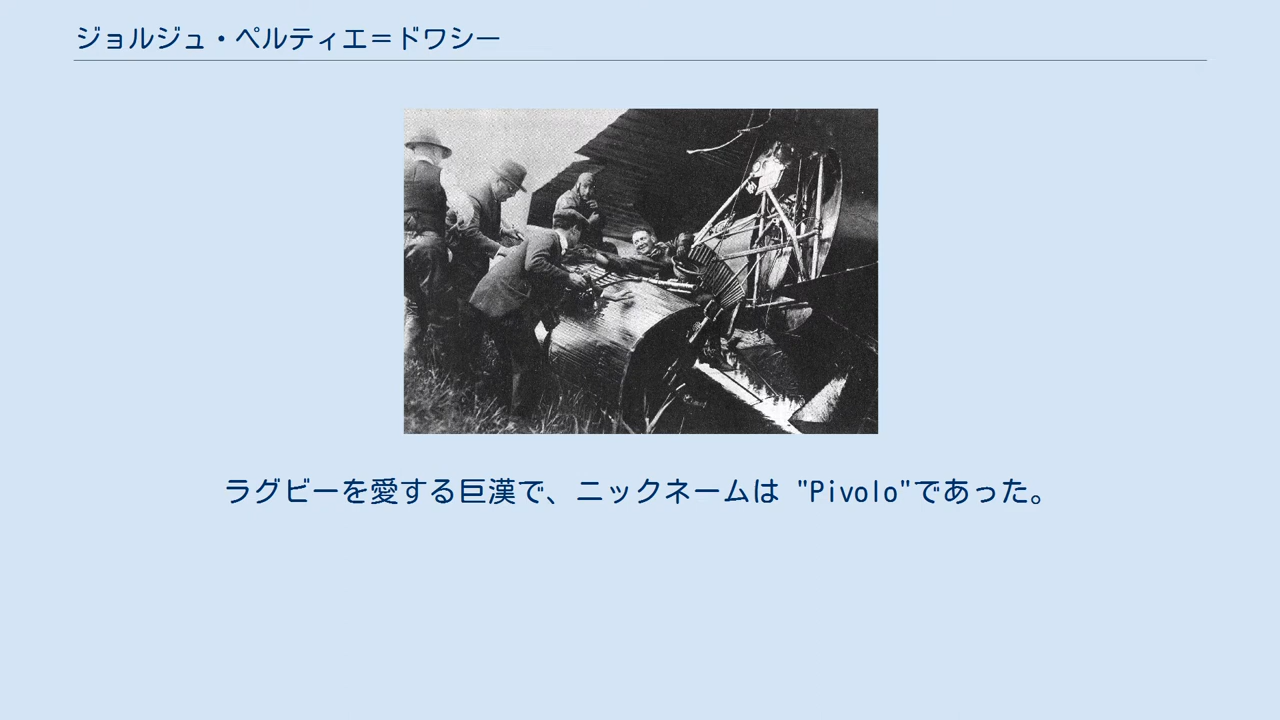 ジョルジュ・ペルティエ＝ドワシー
ラグビーを愛する巨漢で、ニックネームは "Pivolo"であった。